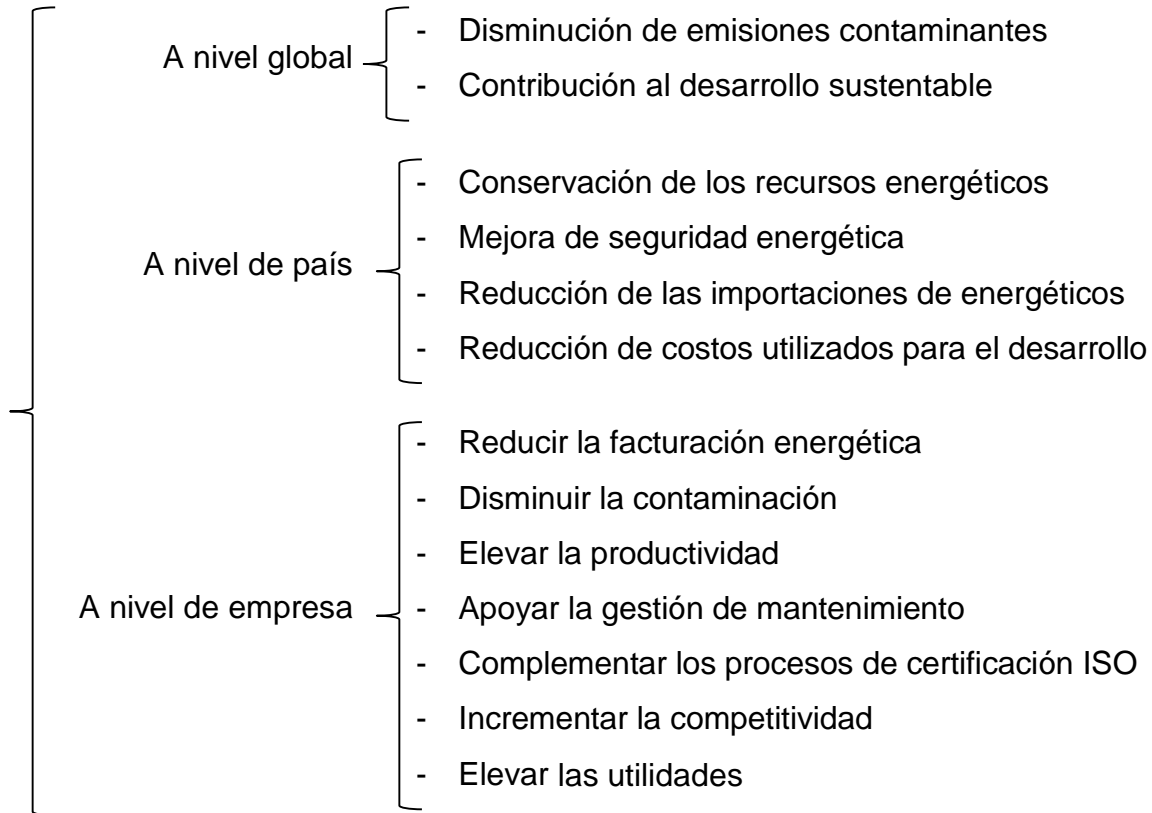 A nivel global
- Disminución de emisiones contaminantes
- Contribución al desarrollo sustentable
A nivel de país
- Conservación de los recursos energéticos
- Mejora de seguridad energética
- Reducción de las importaciones de energéticos
- Reducción de costos utilizados para el desarrollo
A nivel de empresa
- Reducir la facturación energética
- Disminuir la contaminación
- Elevar la productividad
- Apoyar la gestión de mantenimiento
- Complementar los procesos de certificación ISO
- Incrementar la competitividad
- Elevar las utilidades